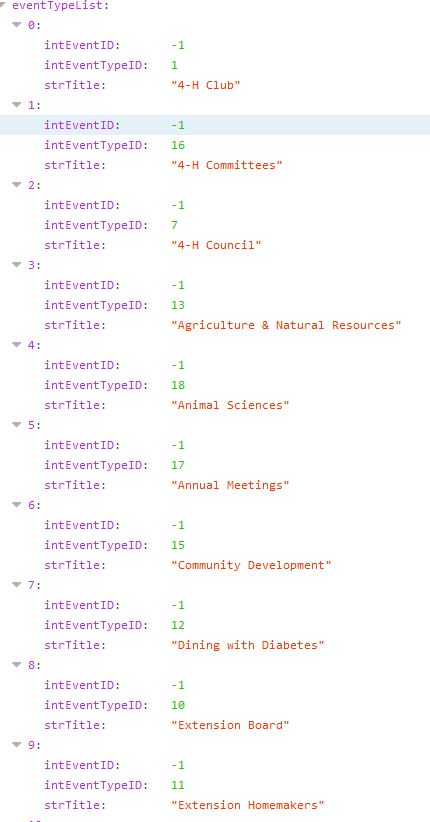 eventTypeList:
0:
intEventID: -1
intEventTypeID: 1
strTitle: "4-H Club"
1:
intEventID: -1
intEventTypeID: 16
strTitle: "4-H Committees"
2:
intEventID: -1
intEventTypeID: 7
strTitle: "4-H Council"
3:
intEventID: -1
intEventTypeID: 13
strTitle: "Agriculture & Natural Resources"
4:
intEventID: -1
intEventTypeID: 18
strTitle: "Animal Sciences"
5:
intEventID: -1
intEventTypeID: 17
strTitle: "Annual Meetings"
6:
intEventID: -1
intEventTypeID: 15
strTitle: "Community Development"
7:
intEventID: -1
intEventTypeID: 12
strTitle: "Dining with Diabetes"
8:
intEventID: -1
intEventTypeID: 10
strTitle: "Extension Board"
9:
intEventID: -1
intEventTypeID: 11
strTitle: "Extension Homemakers"